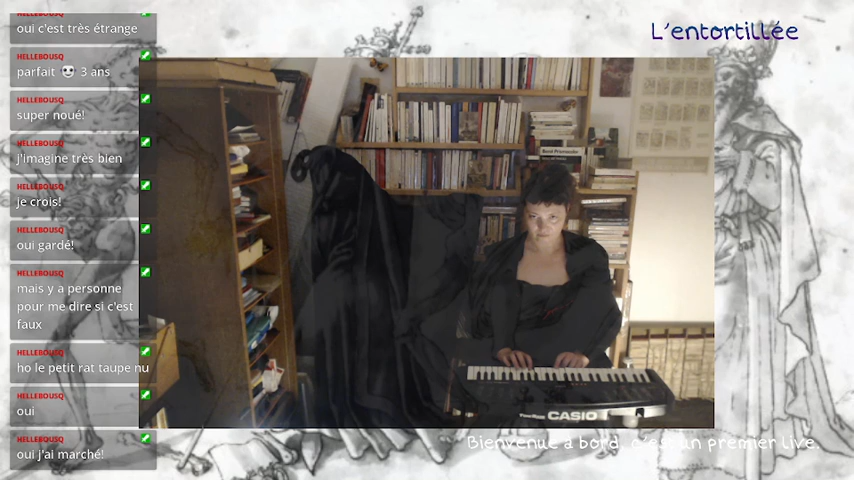 HELLEBOUSQ
oui c'est très étrange
HELLEBOUSQ
parfait 💀 3 ans
HELLEBOUSQ
super noué!
HELLEBOUSQ
j'imagine très bien
HELLEBOUSQ
je crois!
HELLEBOUSQ
oui gardé!
HELLEBOUSQ
mais y a personne
pour me dire si c'est
faux
HELLEBOUSQ
ho le petit rat taupe nu
HELLEBOUSQ
oui
HELLEBOUSQ
oui j'ai marché!
L'entortillée
CASIO
Bienvenue à bord, c'est un premier live.